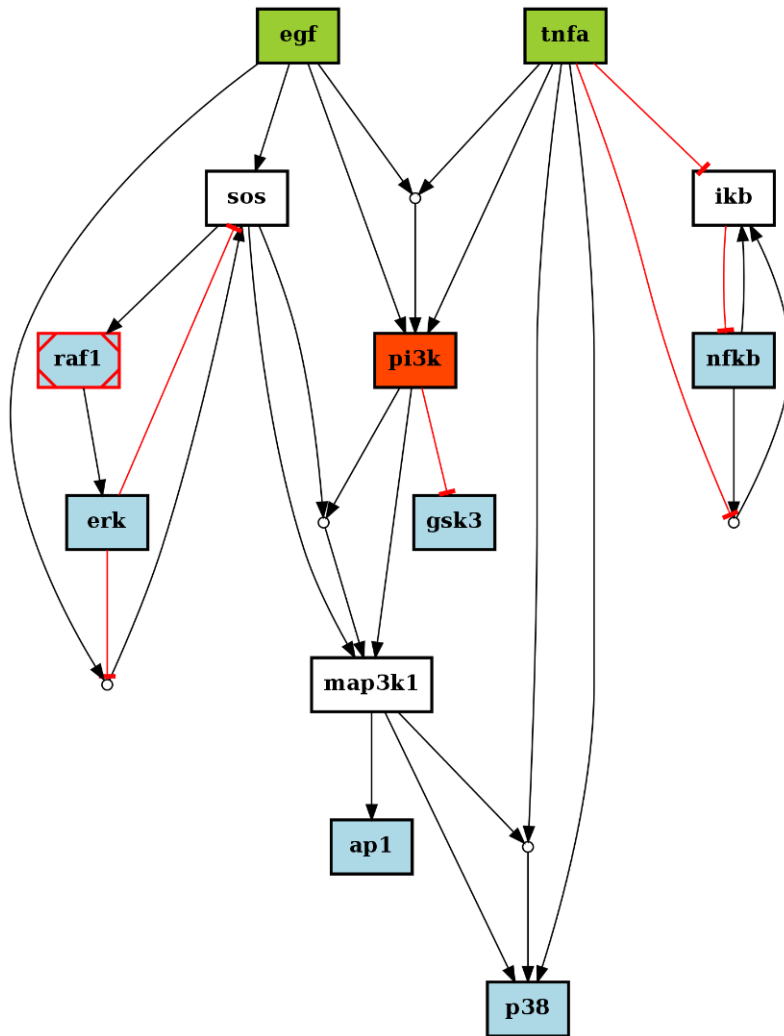 egf
tnfa
sos
ikb
raf1
pi3k
nfkb
erk
gsk3
map3k1
ap1
p38